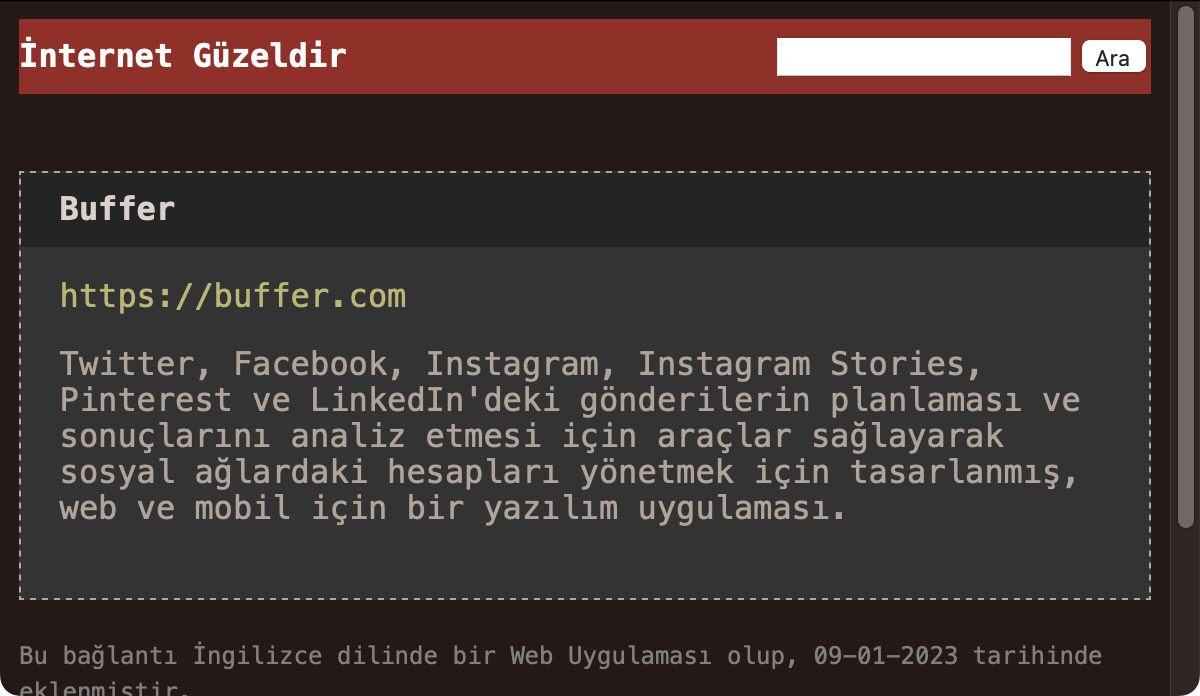 İnternet Güzeldir
Ara
Buffer
https://buffer.com
Twitter, Facebook, Instagram, Instagram Stories,
Pinterest ve LinkedIn'deki gönderilerin planlaması ve
sonuçlarını analiz etmesi için araçlar sağlayarak
sosyal ağlardaki hesapları yönetmek için tasarlanmış,
web ve mobil için bir yazılım uygulaması.
Bu bağlantı İngilizce dilinde bir Web Uygulaması olup, 09-01-2023 tarihinde
eklenmiştir.